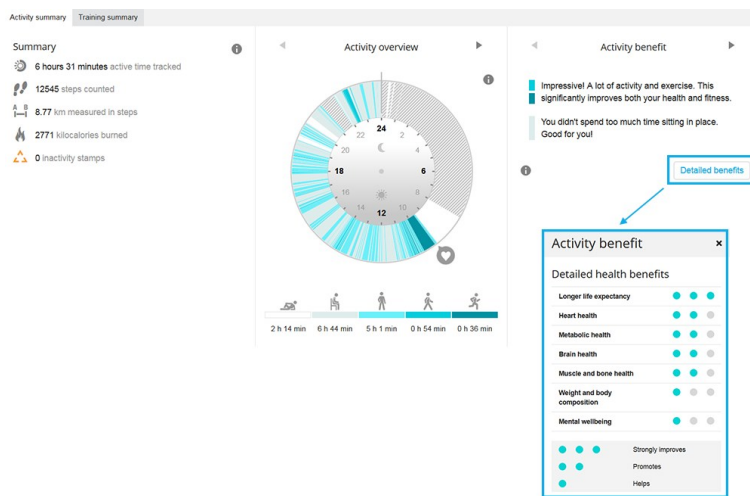 Activity summary
Training summary
Summary
6 hours 31 minutes active time tracked
12545 steps counted
A B
8.77 km measured in steps
2771 kilocalories burned
0 inactivity stamps
Activity overview
24
22
2
20
4
18
6
16
8
14
10
12
2 h 14 min
6 h 44 min
5 h 1 min
0 h 54 min
0 h 36 min
Activity benefit
Impressive! A lot of activity and exercise. This
significantly improves both your health and fitness.
You didn't spend too much time sitting in place.
Good for you!
Detailed benefits
Activity benefit
×
Detailed health benefits
Longer life expectancy
Heart health
Metabolic health
Brain health
Muscle and bone health
Weight and body
composition
Mental wellbeing
Strongly improves
Promotes
Helps